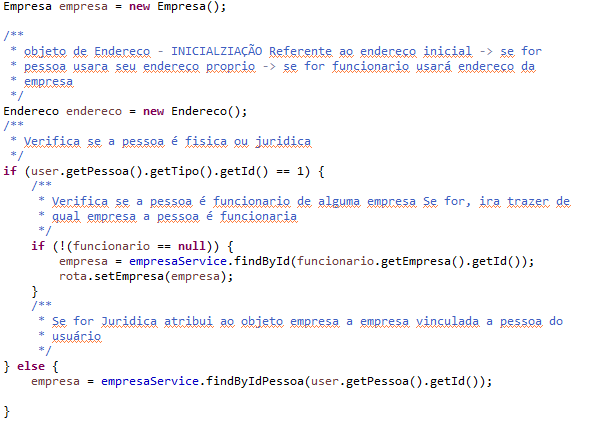 Empresa empresa = new Empresa();
/**
* objeto de Endereco - INICIALZIAÇÃO Referente ao endereco inicial -> se for
* pessoa usara seu endereco proprio -> se for funcionario usará endereco da
* empresa
*/
Endereco endereco = new Endereco();
/**
* Verifica se a pessoa é fisica ou juridica
*/
if (user.getPessoa().getTipo().getId() == 1) {
/**
* Verifica se a pessoa é funcionario de alguma empresa Se for, ira trazer de
* qual empresa a pessoa é funcionaria
*/
if (!(funcionario == null)) {
empresa = empresaService.findById(funcionario.getEmpresa().getId());
rota.setEmpresa(empresa);
}
/**
* Se for Juridica atribui ao objeto empresa a empresa vinculada a pessoa do
* usuário
*/
} else {
empresa = empresaService.findByIdPessoa(user.getPessoa().getId());
}